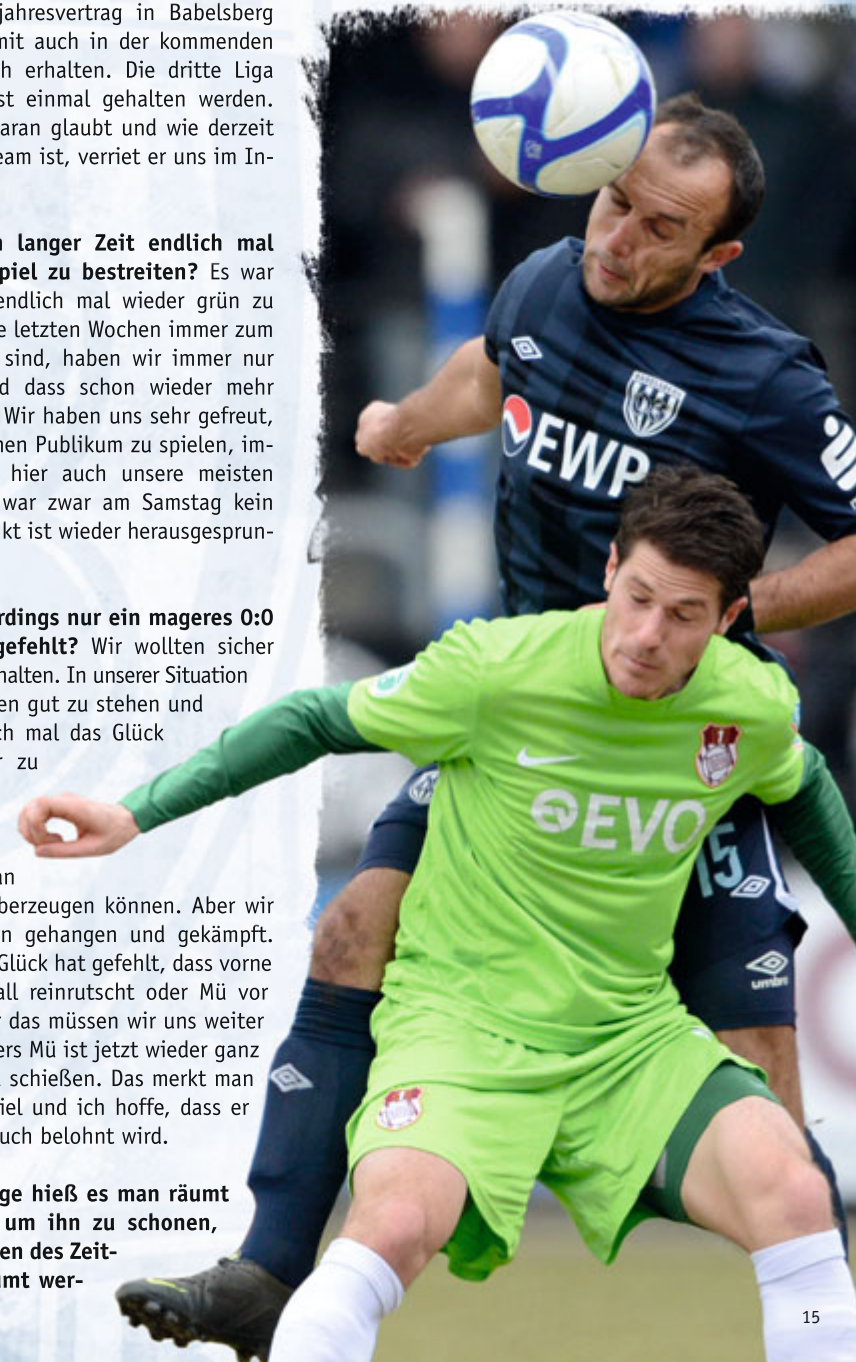 jahresvertrag in Babelsberg
mit auch in der kommenden
h erhalten. Die dritte Liga
st einmal gehalten werden.
aran glaubt und wie derzeit
eam ist, verriet er uns im In-
langer Zeit endlich mal
piel zu bestreiten? Es war
endlich mal wieder grün zu
e letzten Wochen immer zum
sind, haben wir immer nur
d dass schon wieder mehr
Wir haben uns sehr gefreut,
nen Publikum zu spielen, im-
hier auch unsere meisten
war zwar am Samstag kein
kt ist wieder herausgesprun-
rdings nur ein mageres 0:0
gefehlt? Wir wollten sicher
halten. In unserer Situation
en gut zu stehen und
ch mal das Glück
r zu
an
berzeugen können. Aber wir
n gehangen und gekämpft.
Glück hat gefehlt, dass vorne
all reinrutscht oder Mü vor
r das müssen wir uns weiter
ers Mü ist jetzt wieder ganz
schießen. Das merkt man
iel und ich hoffe, dass er
uch belohnt wird.
ge hieß es man räumt
um ihn zu schonen,
en des Zeit-
umt wer-
EWP
03
1
EVO
15
umbro
15